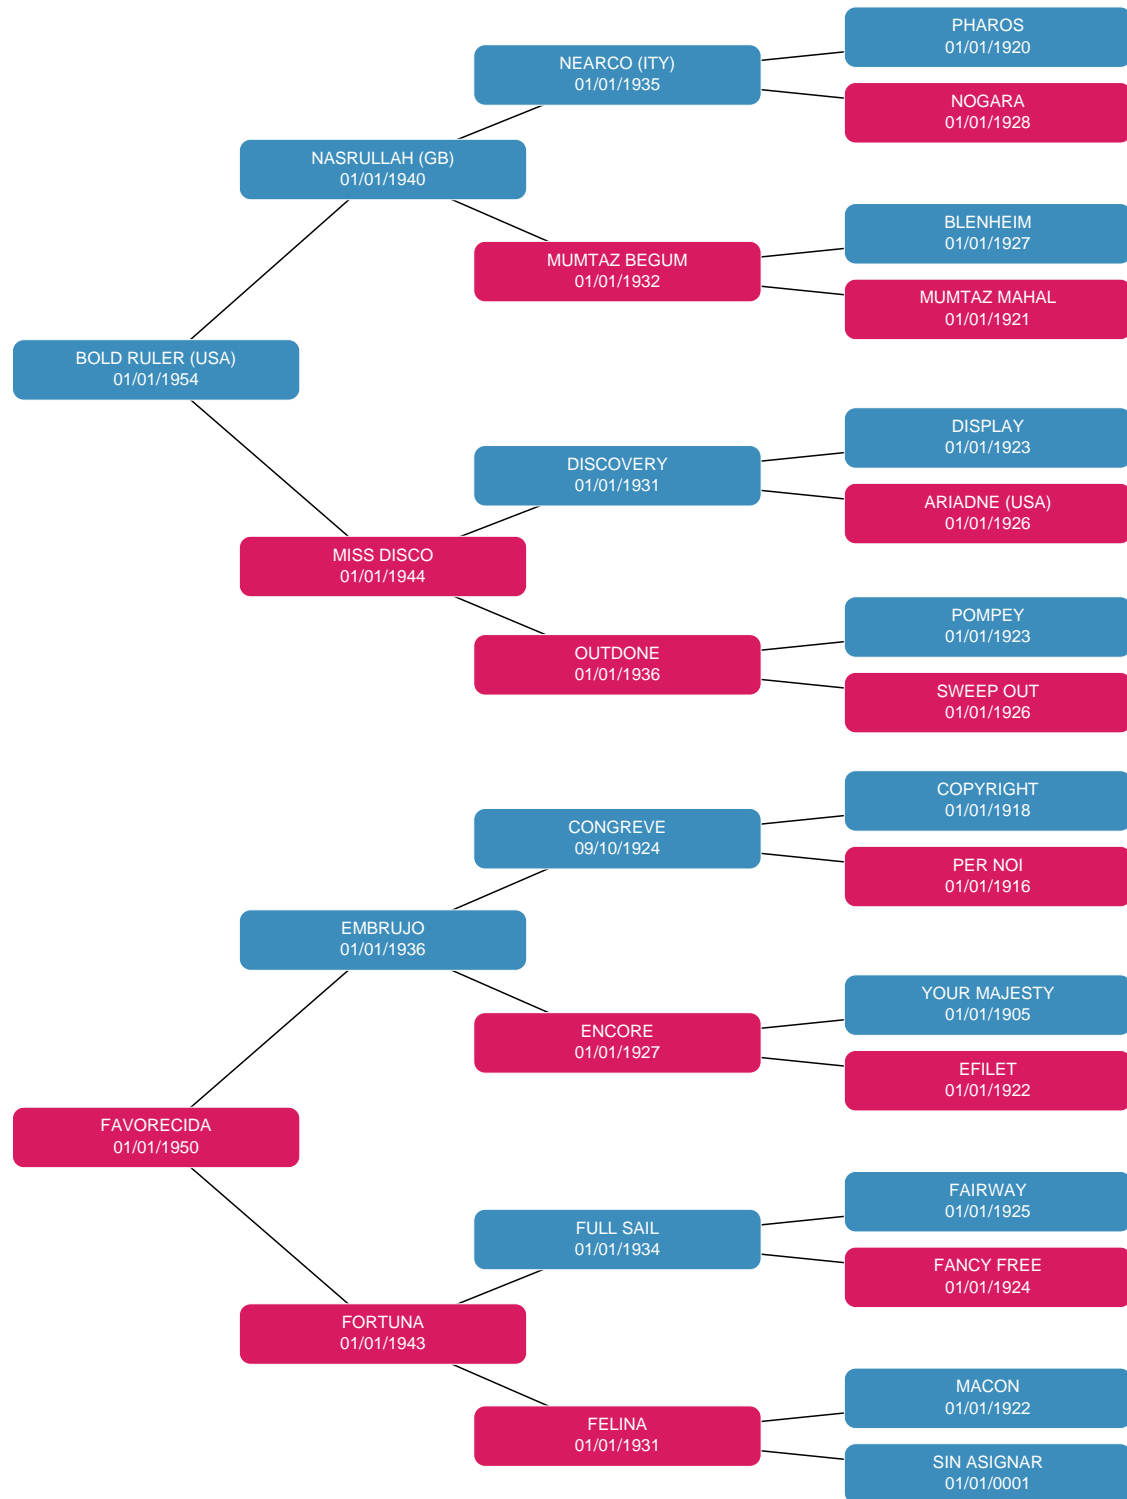 PHAROS
01/01/1920
NEARCO (ITY)
01/01/1935
NOGARA
01/01/1928
NASRULLAH (GB)
01/01/1940
BLENHEIM
01/01/1927
MUMTAZ BEGUM
01/01/1932
MUMTAZ MAHAL
01/01/1921
BOLD RULER (USA)
01/01/1954
DISPLAY
01/01/1923
DISCOVERY
01/01/1931
ARIADNE (USA)
01/01/1926
MISS DISCO
01/01/1944
POMPEY
01/01/1923
OUTDONE
01/01/1936
SWEEP OUT
01/01/1926
COPYRIGHT
01/01/1918
CONGREVE
09/10/1924
PER NOI
01/01/1916
EMBRUJO
01/01/1936
YOUR MAJESTY
01/01/1905
ENCORE
01/01/1927
EFILET
01/01/1922
FAVORECIDA
01/01/1950
FAIRWAY
01/01/1925
FULL SAIL
01/01/1934
FANCY FREE
01/01/1924
FORTUNA
01/01/1943
MACON
01/01/1922
FELINA
01/01/1931
SIN ASIGNAR
01/01/0001